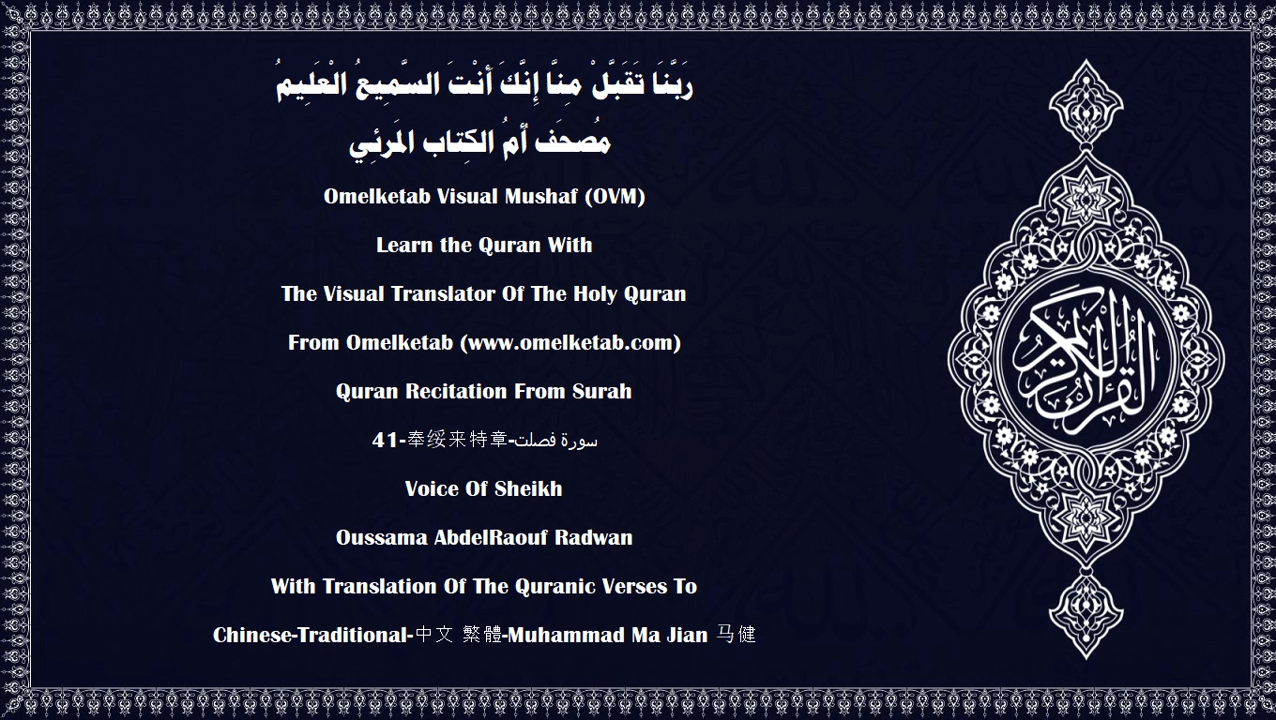 رَبَّنَا تَقَبَّلْ مِنَّا إِنَّكَ أَنْتَ السَّمِيعُ الْعَلِيمُ
مُصحَف أمُ الكِتاب المَرئِي
Omelketab Visual Mushaf (OVM)
Learn the Quran With
The Visual Translator Of The Holy Quran
From Omelketab (www.omelketab.com)
Quran Recitation From Surah
41-奉绥来特章-سورة فصلت
Voice Of Sheikh
Oussama AbdelRaouf Radwan
With Translation Of The Quranic Verses To
Chinese-Traditional-中文 繁體-Muhammad Ma Jian 马健
القرآن الكريم